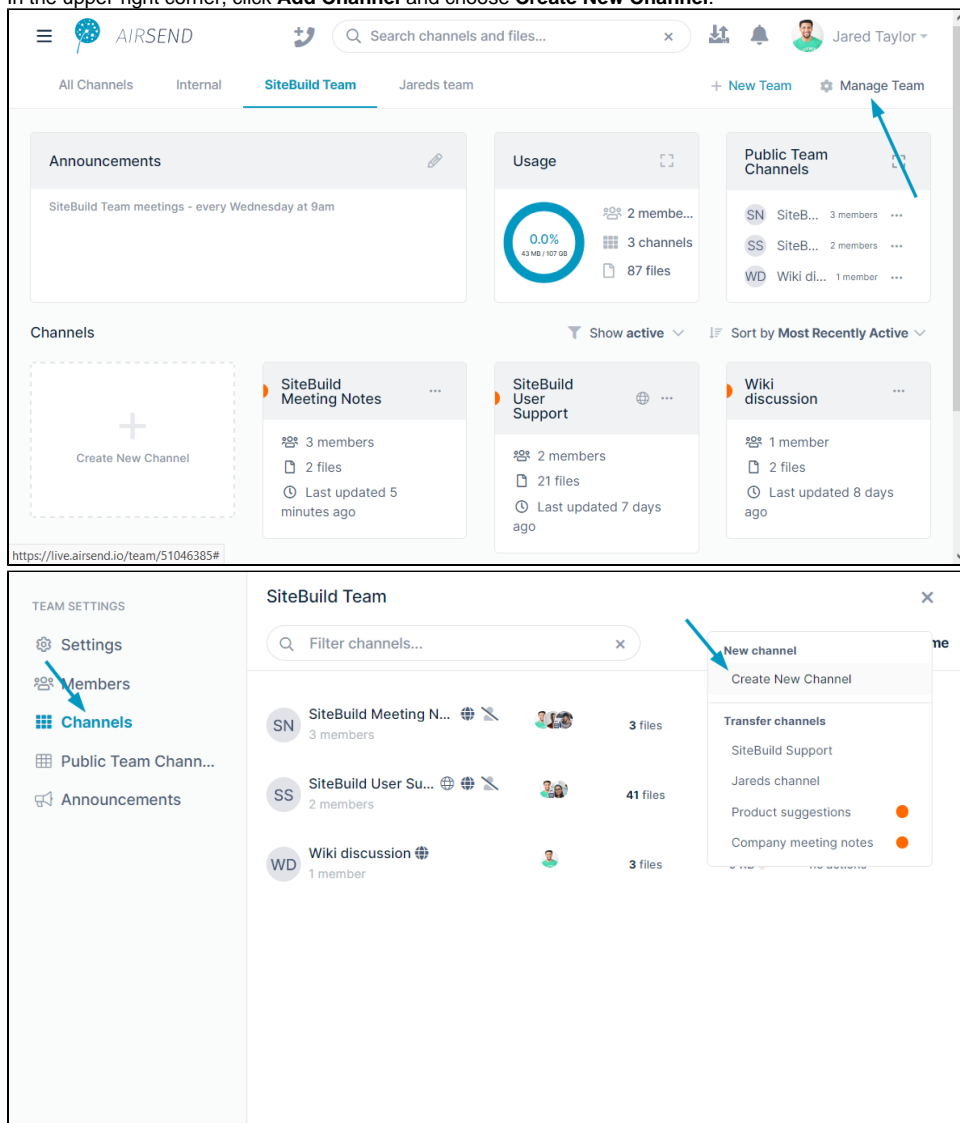 In the upper right corner, click Add Channel and choose Create New Channel.
AIRSEND
Search channels and files...
Jared Taylor
All Channels
Internal
SiteBuild Team
Jareds team
+ New Team
Manage Team
Announcements
SiteBuild Team meetings - every Wednesday at 9am
Usage
0.0%
43 MB / 107 GB
2 membe...
3 channels
87 files
Public Team
Channels
SN SiteB... 3 members ...
SS SiteB... 2 members ...
WD Wiki di... 1 member ...
Channels
Show active
Sort by Most Recently Active
Create New Channel
SiteBuild
Meeting Notes
3 members
2 files
Last updated 5
minutes ago
SiteBuild
User
Support
2 members
21 files
Last updated 7 days
ago
Wiki
discussion
1 member
2 files
Last updated 8 days
ago
https://live.airsend.io/team/51046385#
TEAM SETTINGS
Settings
Members
Channels
Public Team Chann...
Announcements
SiteBuild Team
Filter channels...
me
New channel
Create New Channel
Transfer channels
SiteBuild Support
Jareds channel
Product suggestions
Company meeting notes
SN SiteBuild Meeting N...
3 members
3 files
SS SiteBuild User Su...
2 members
41 files
WD Wiki discussion
1 member
3 files